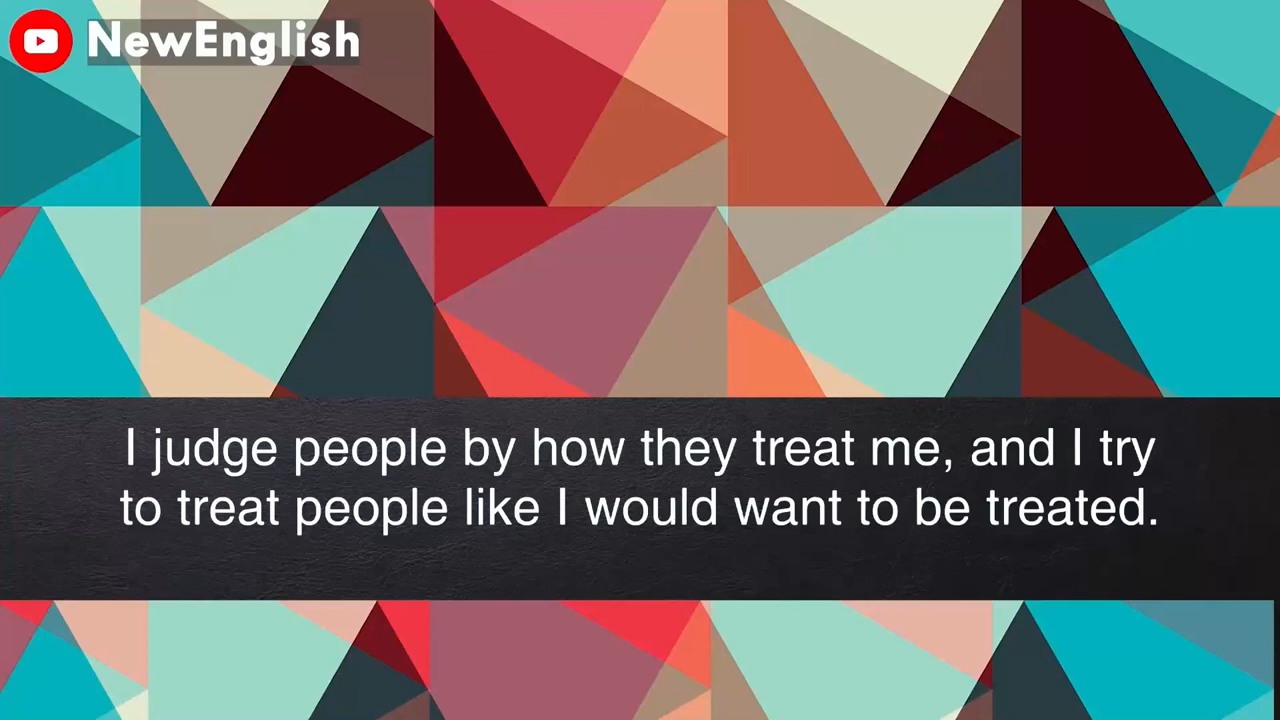 NewEnglish
I judge people by how they treat me, and I try
to treat people like I would want to be treated.